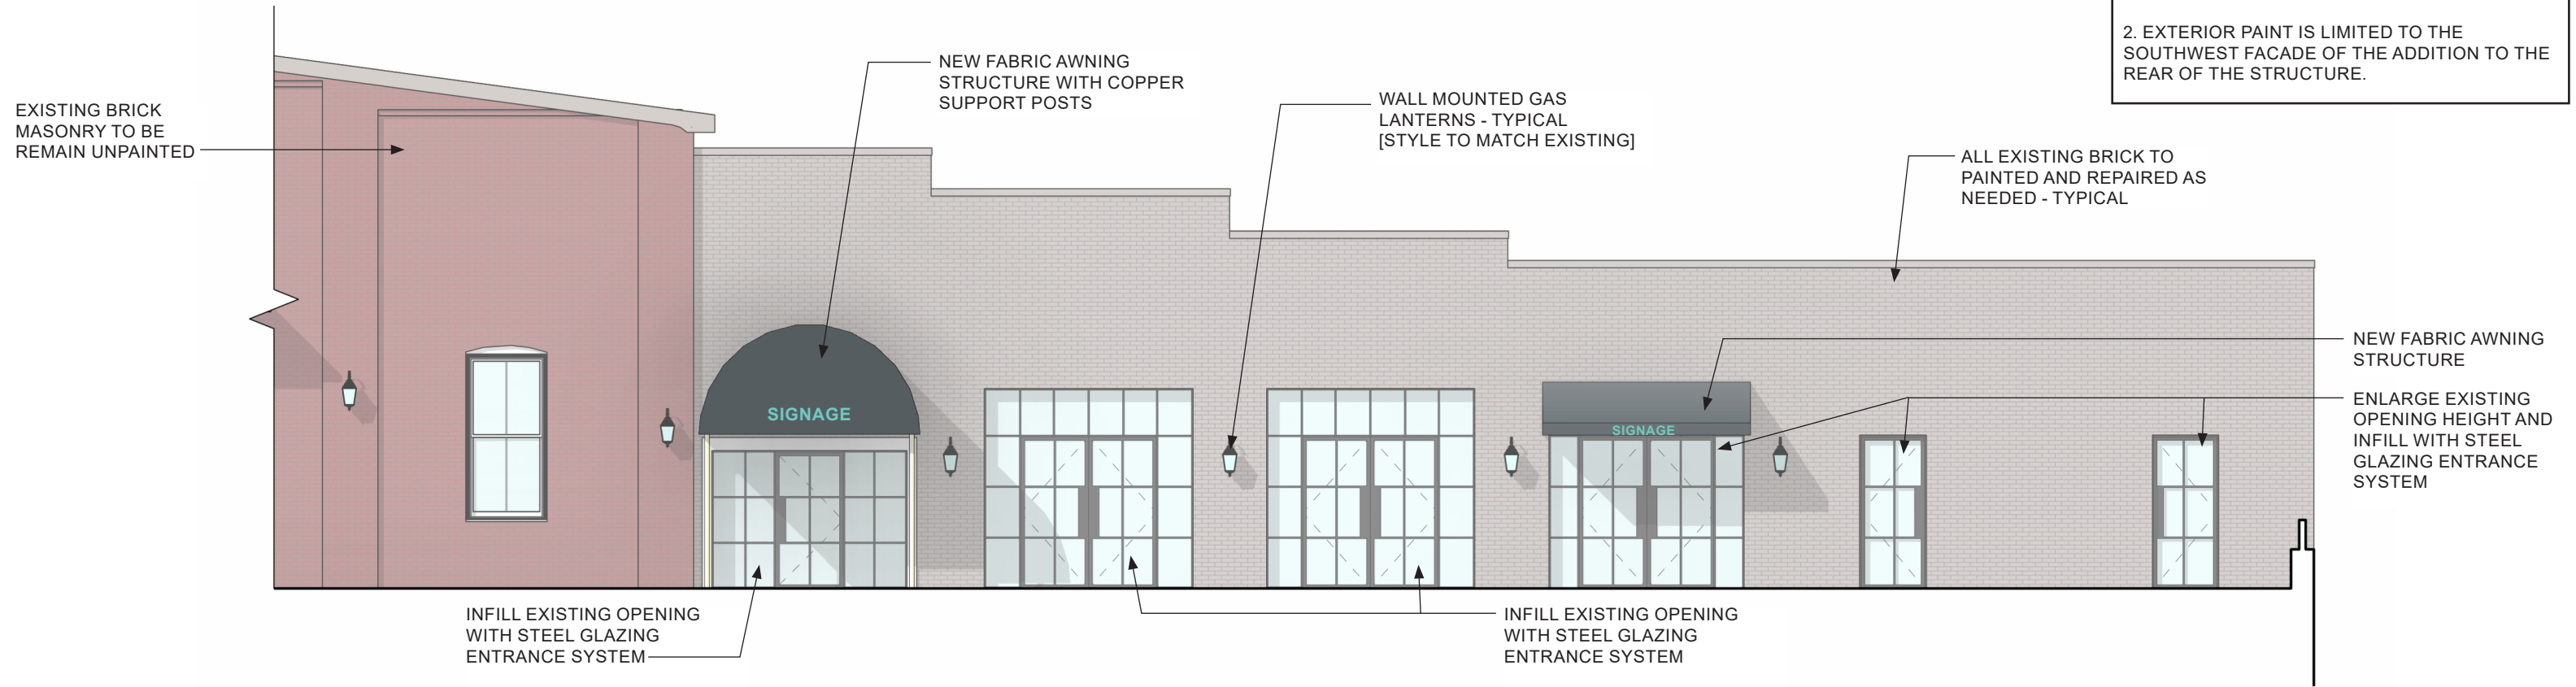 2. EXTERIOR PAINT IS LIMITED TO THE
SOUTHWEST FACADE OF THE ADDITION TO THE
REAR OF THE STRUCTURE.
NEW FABRIC AWNING
STRUCTURE WITH COPPER
SUPPORT POSTS
WALL MOUNTED GAS
LANTERNS - TYPICAL
[STYLE TO MATCH EXISTING]
EXISTING BRICK
MASONRY TO BE
REMAIN UNPAINTED
ALL EXISTING BRICK TO
PAINTED AND REPAIRED AS
NEEDED - TYPICAL
NEW FABRIC AWNING
STRUCTURE
ENLARGE EXISTING
OPENING HEIGHT AND
INFILL WITH STEEL
GLAZING ENTRANCE
SYSTEM
SIGNAGE
SIGNAGE
INFILL EXISTING OPENING
WITH STEEL GLAZING
ENTRANCE SYSTEM
INFILL EXISTING OPENING
WITH STEEL GLAZING
ENTRANCE SYSTEM